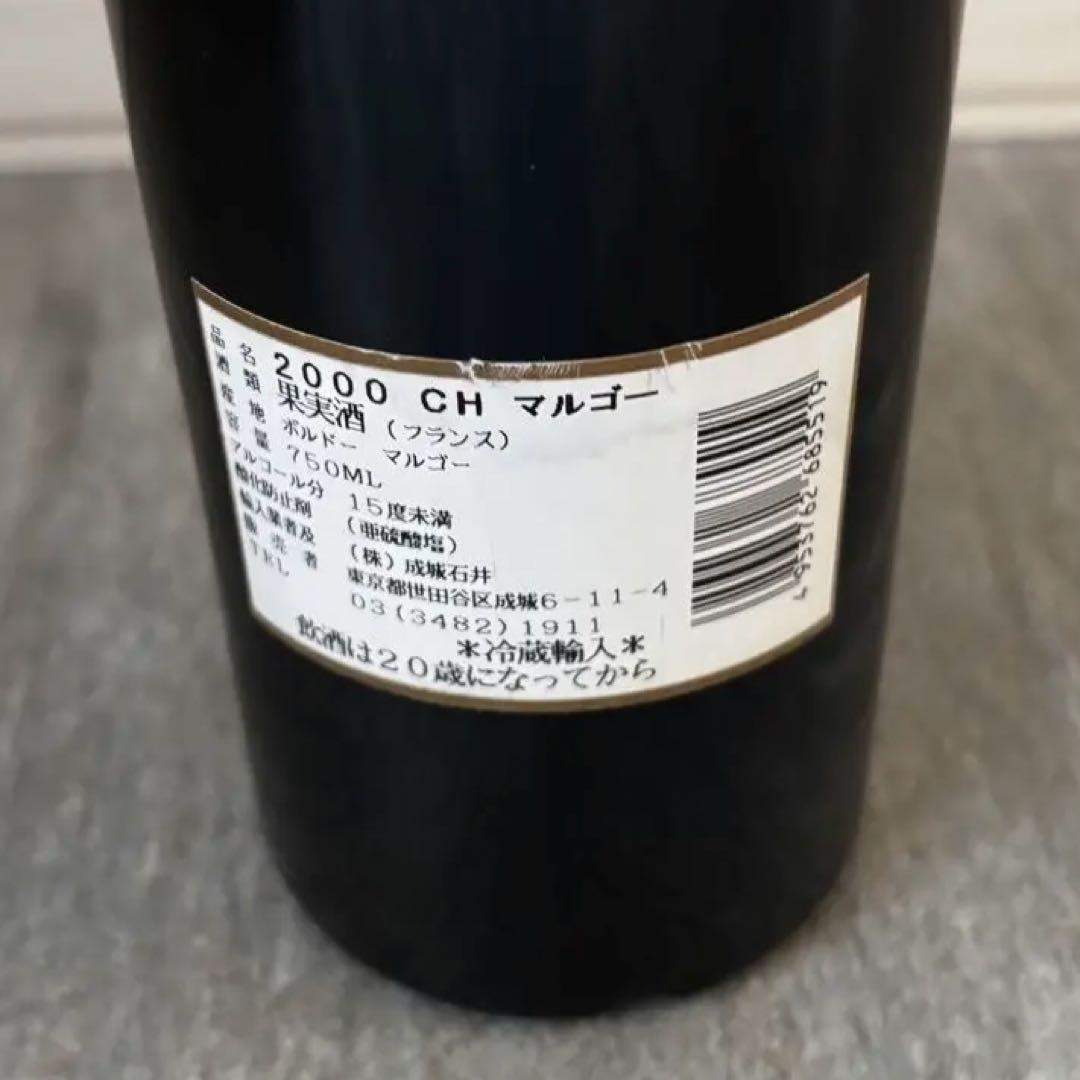 品名 2000 CH マルゴー
酒類 果実酒 (フランス)
産地 ボルドー マルゴー
容量 750ML
アルコール分 15度未満
酸化防止剤 (亜硫酸塩)
輸入業者及 (株)成城石井
販売者 東京都世田谷区成城6-11-4
TEL 03(3482)1911
*冷蔵輸入*
飲酒は20歳になってから
4 953762 685519